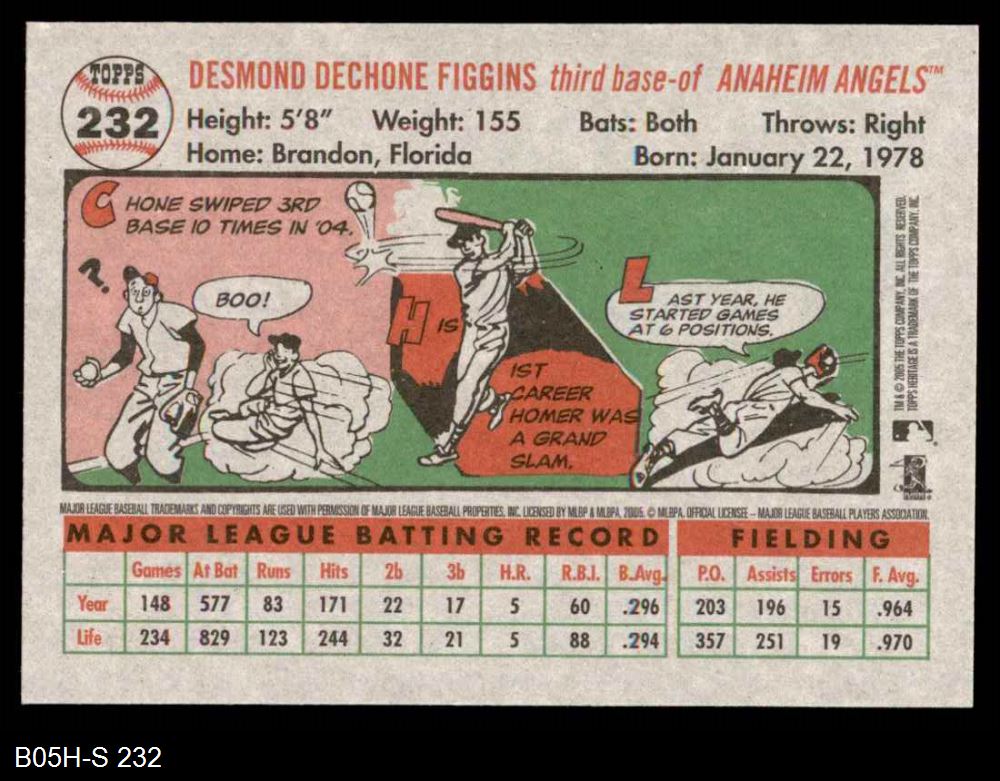 TOPPS
232
DESMOND DECHONE FIGGINS third base-of ANAHEIM ANGELS™
Height: 5'8" Weight: 155 Bats: Both Throws: Right
Home: Brandon, Florida Born: January 22, 1978
CHONE SWIPED 3RD
BASE 10 TIMES IN '04.
?
BOO!
HIS
1ST
CAREER
HOMER WAS
A GRAND
SLAM.
LAST YEAR, HE
STARTED GAMES
AT 6 POSITIONS.
TM & © 2005 THE TOPPS COMPANY, INC. ALL RIGHTS RESERVED.
TOPPS HERITAGE IS A TRADEMARK OF THE TOPPS COMPANY, INC.
MAJOR LEAGUE BASEBALL TRADEMARKS AND COPYRIGHTS ARE USED WITH PERMISSION OF MAJOR LEAGUE BASEBALL PROPERTIES, INC. LICENSED BY MLBP & MLBPA, 2005. © MLBPA. OFFICIAL LICENSEE – MAJOR LEAGUE BASEBALL PLAYERS ASSOCIATION.
MAJOR LEAGUE BATTING RECORD FIELDING
Games At Bat Runs Hits 2b 3b H.R. R.B.I. B.Avg. P.O. Assists Errors F. Avg.
Year 148 577 83 171 22 17 5 60 .296 203 196 15 .964
Life 234 829 123 244 32 21 5 88 .294 357 251 19 .970
B05H-S 232